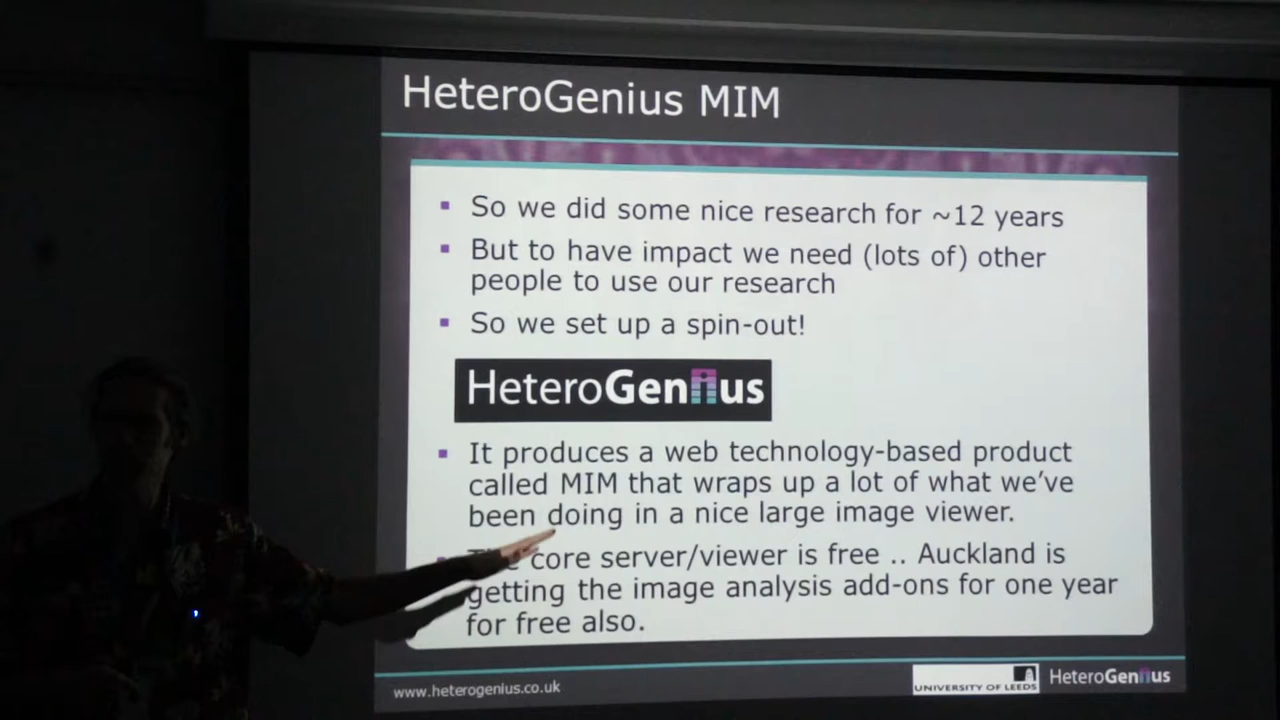 HeteroGenius MIM
So we did some nice research for ~12 years
But to have impact we need (lots of) other
people to use our research
So we set up a spin-out!
HeteroGenius
It produces a web technology-based product
called MIM that wraps up a lot of what we've
been doing in a nice large image viewer.
core server/viewer is free .. Auckland is
getting the image analysis add-ons for one year
for free also.
www.heterogenius.co.uk
UNIVERSITY OF LEEDS
HeteroGenius